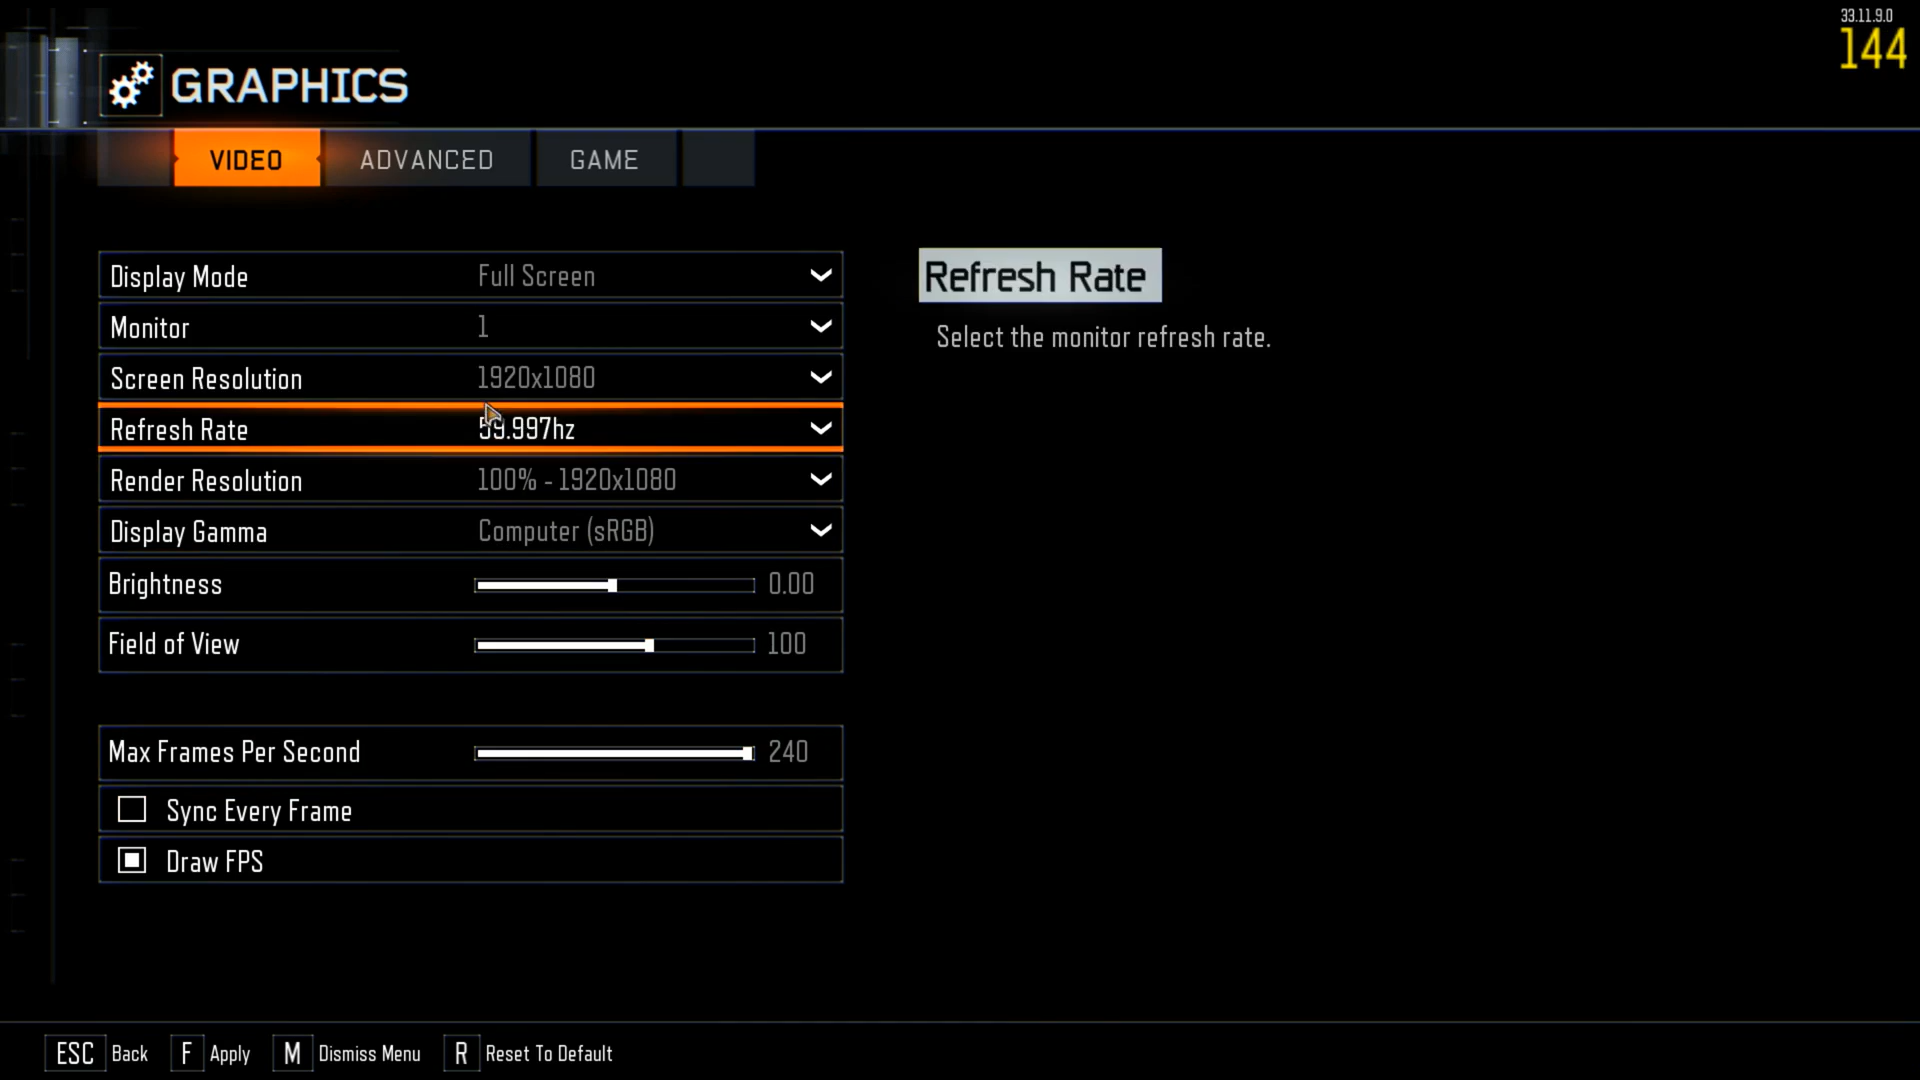 33.11.9.0
144
GRAPHICS
VIDEO ADVANCED GAME
Display Mode Full Screen
Monitor 1
Screen Resolution 1920x1080
Refresh Rate 59.997hz
Render Resolution 100% - 1920x1080
Display Gamma Computer (sRGB)
Brightness 0.00
Field of View 100
Max Frames Per Second 240
Sync Every Frame
Draw FPS
Refresh Rate
Select the monitor refresh rate.
ESC Back F Apply M Dismiss Menu R Reset To Default